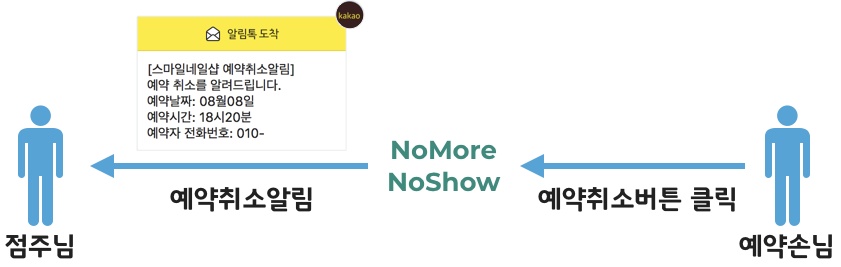 kakao
알림톡 도착
[스마일네일샵 예약취소알림]
예약 취소를 알려드립니다.
예약날짜: 08월08일
예약시간: 18시20분
예약자 전화번호: 010-
NoMore
NoShow
예약취소알림
예약취소버튼 클릭
점주님
예약손님